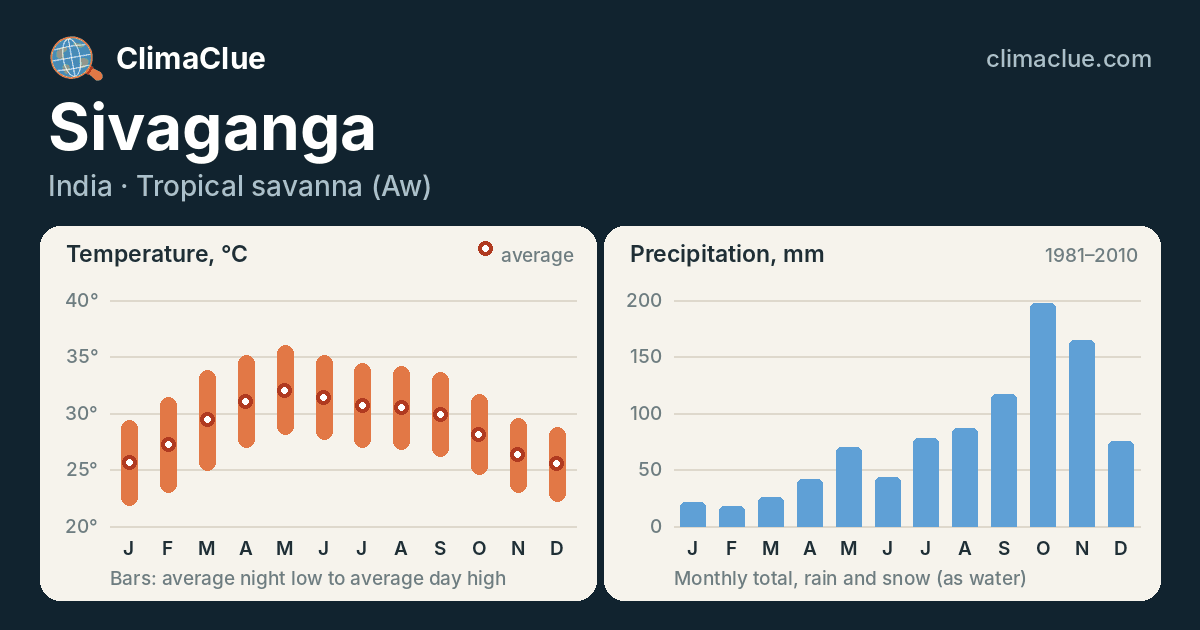 ClimaClue
climaclue.com
Sivaganga
India · Tropical savanna (Aw)
Temperature, °C
average
40°
35°
30°
25°
20°
J F M A M J J A S O N D
Bars: average night low to average day high
Precipitation, mm
1981–2010
200
150
100
50
0
J F M A M J J A S O N D
Monthly total, rain and snow (as water)